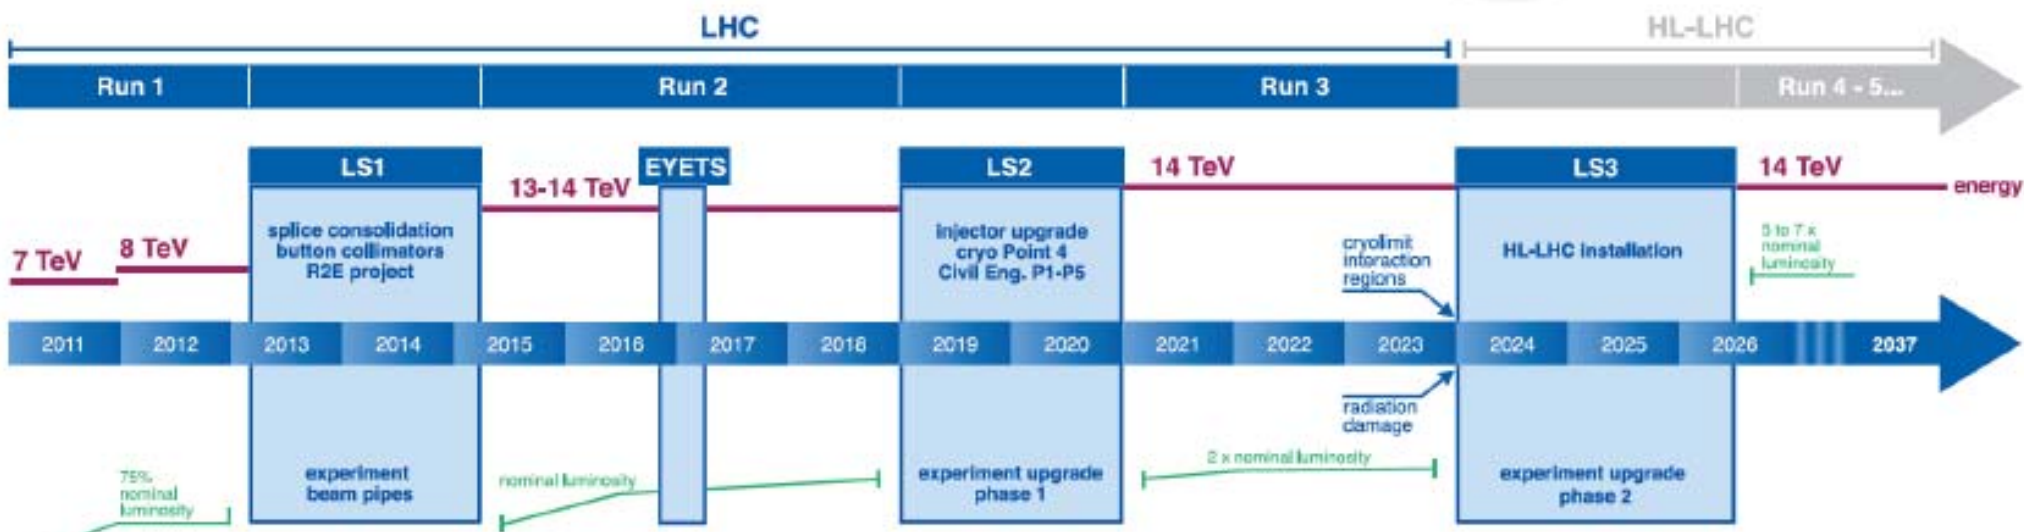 LHC
HL-LHC
Run 1
Run 2
Run 3
Run 4 - 5...
LS1
EYETS
LS2
14 TeV
LS3
14 TeV
energy
13-14 TeV
splice consolidation
button collimators
R2E project
injector upgrade
cryo Point 4
Civil Eng. P1-P5
cryolimit
interaction
regions
HL-LHC installation
5 to 7 x
nominal
luminosity
7 TeV
8 TeV
2011
2012
2013
2014
2015
2016
2017
2018
2019
2020
2021
2022
2023
2024
2025
2026
2037
radiation
damage
75%
nominal
luminosity
experiment
beam pipes
nominal luminosity
experiment upgrade
phase 1
2 x nominal luminosity
experiment upgrade
phase 2